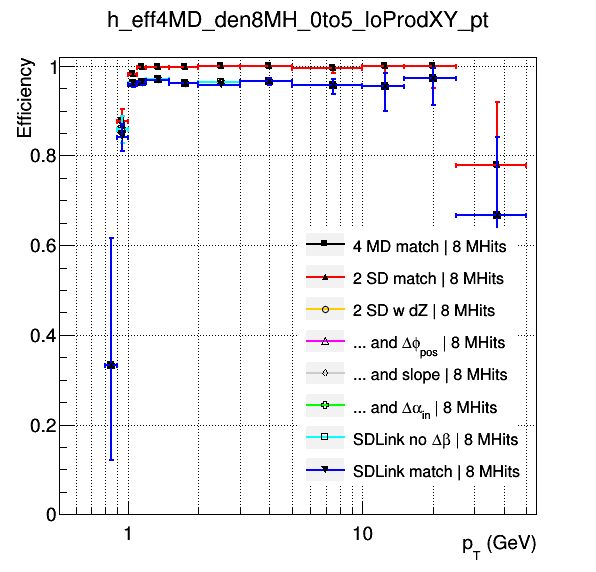 h_eff4MD_den8MH_0to5_loProdXY_pt
Efficiency
1
0.8
0.6
0.4
0.2
0
4 MD match | 8 MHits
2 SD match | 8 MHits
2 SD w dZ | 8 MHits
... and Δϕpos | 8 MHits
... and slope | 8 MHits
... and Δαin | 8 MHits
SDLink no Δβ | 8 MHits
SDLink match | 8 MHits
1
10
pT (GeV)